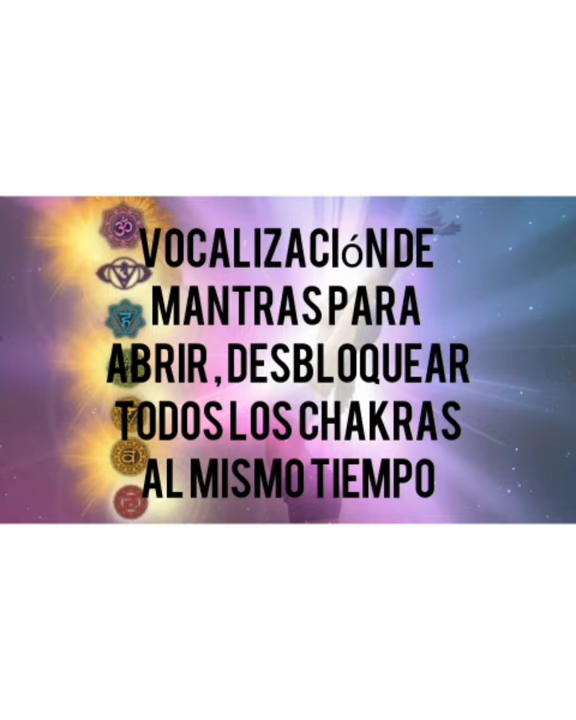 VOCALIZACIóN DE
MANTRAS PARA
ABRIR, DESBLOQUEAR
TODOS LOS CHAKRAS
AL MISMO TIEMPO